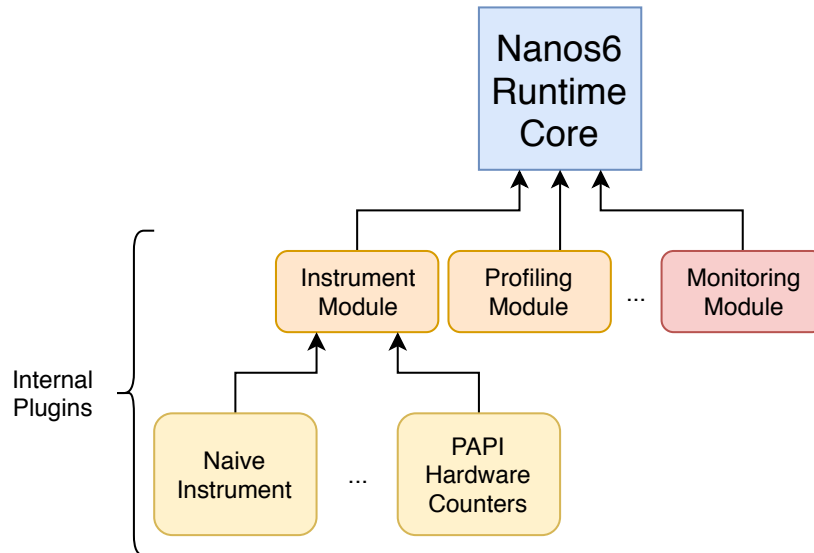 Nanos6
Runtime
Core
Instrument
Module
Profiling
Module
...
Monitoring
Module
Internal
Plugins
Naive
Instrument
...
PAPI
Hardware
Counters